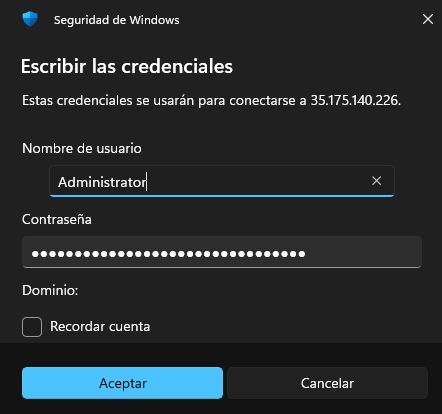 Seguridad de Windows
Escribir las credenciales
Estas credenciales se usarán para conectarse a 35.175.140.226.
Nombre de usuario
Administrator
Contraseña
••••••••••••••••••••••••••••••••
Dominio:
Recordar cuenta
Aceptar
Cancelar